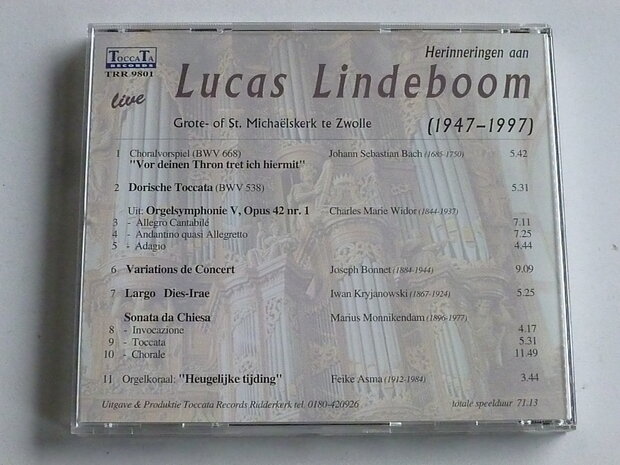 ToccaTa
RECORDS
TRR 9801
live
Herinneringen aan
Lucas Lindeboom
Grote- of St. Michaëlskerk te Zwolle (1947-1997)
1 Choralvorspiel (BWV 668) Johann Sebastian Bach (1685-1750) 5.42
"Vor deinen Thron tret ich hiermit"
2 Dorische Toccata (BWV 538) 5.31
Uit: Orgelsymphonie V, Opus 42 nr. 1 Charles Marie Widor (1844-1937)
3 - Allegro Cantabilé 7.11
4 - Andantino quasi Allegretto 7.25
5 - Adagio 4.44
6 Variations de Concert Joseph Bonnet (1884-1944) 9.09
7 Largo Dies-Irae Iwan Kryjanowski (1867-1924) 5.25
Sonata da Chiesa Marius Monnikendam (1896-1977)
8 - Invocazione 4.17
9 - Toccata 5.31
10 - Chorale 11.49
11 Orgelkoraal: "Heugelijke tijding" Feike Asma (1912-1984) 3.44
Uitgave & Produktie Toccata Records Ridderkerk tel. 0180-420926 totale speelduur 71.13